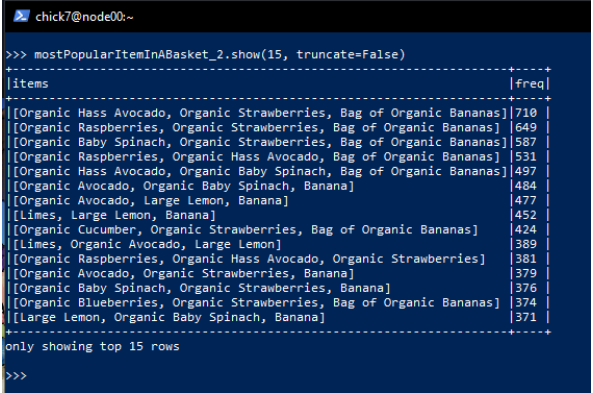 chick7@node00:~
>>> mostPopularItemInABasket_2.show(15, truncate=False)
+--------------------------------------------------------------------+----+
|items                                                               |freq|
+--------------------------------------------------------------------+----+
|[Organic Hass Avocado, Organic Strawberries, Bag of Organic Bananas]|710 |
|[Organic Raspberries, Organic Strawberries, Bag of Organic Bananas] |649 |
|[Organic Baby Spinach, Organic Strawberries, Bag of Organic Bananas]|587 |
|[Organic Raspberries, Organic Hass Avocado, Bag of Organic Bananas] |531 |
|[Organic Hass Avocado, Organic Baby Spinach, Bag of Organic Bananas]|497 |
|[Organic Avocado, Organic Baby Spinach, Banana]                     |484 |
|[Organic Avocado, Large Lemon, Banana]                              |477 |
|[Limes, Large Lemon, Banana]                                        |452 |
|[Organic Cucumber, Organic Strawberries, Bag of Organic Bananas]    |424 |
|[Limes, Organic Avocado, Large Lemon]                               |389 |
|[Organic Raspberries, Organic Hass Avocado, Organic Strawberries]   |381 |
|[Organic Avocado, Organic Strawberries, Banana]                     |379 |
|[Organic Baby Spinach, Organic Strawberries, Banana]                |376 |
|[Organic Blueberries, Organic Strawberries, Bag of Organic Bananas] |374 |
|[Large Lemon, Organic Baby Spinach, Banana]                         |371 |
+--------------------------------------------------------------------+----+
only showing top 15 rows
>>>